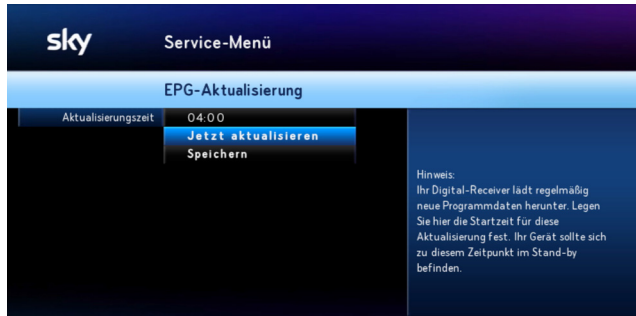 sky Service-Menü
EPG-Aktualisierung
Aktualisierungszeit 04:00
Jetzt aktualisieren
Speichern
Hinweis:
Ihr Digital-Receiver lädt regelmäßig
neue Programmdaten herunter. Legen
Sie hier die Startzeit für diese
Aktualisierung fest. Ihr Gerät sollte sich
zu diesem Zeitpunkt im Stand-by
befinden.